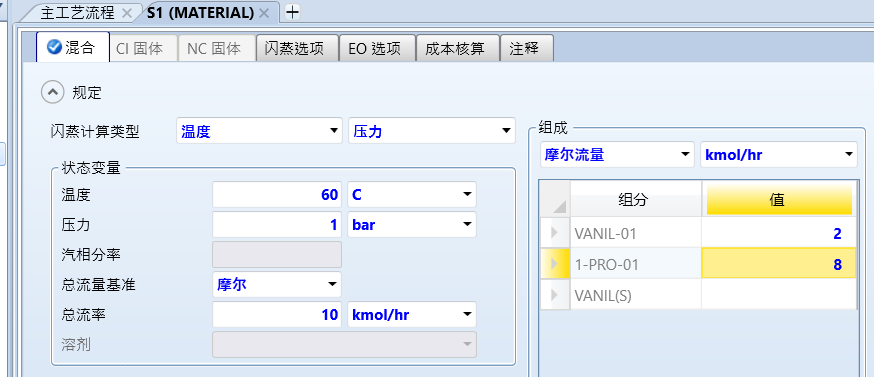 主工艺流程 × S1 (MATERIAL) × +
混合 CI 固体 NC 固体 闪蒸选项 EO 选项 成本核算 注释
规定
闪蒸计算类型 温度 压力
组成
摩尔流量 kmol/hr
状态变量
温度 60 C
压力 1 bar
汽相分率
总流量基准 摩尔
总流率 10 kmol/hr
溶剂
组分 值
VANIL-01 2
1-PRO-01 8
VANIL(S)